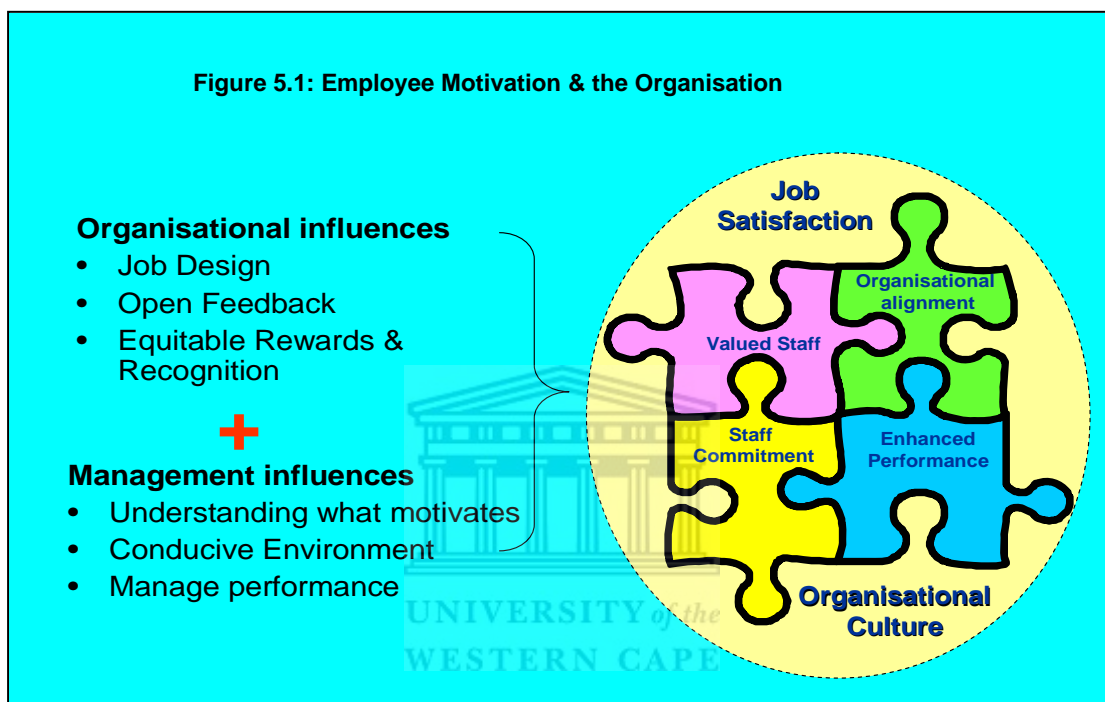 Figure 5.1: Employee Motivation & the Organisation
Organisational influences
• Job Design
• Open Feedback
• Equitable Rewards &
Recognition
+
Management influences
• Understanding what motivates
• Conducive Environment
• Manage performance
Job
Satisfaction
Organisational
alignment
Valued Staff
Staff
Commitment
Enhanced
Performance
Organisational
Culture
UNIVERSITY of the
WESTERN CAPE